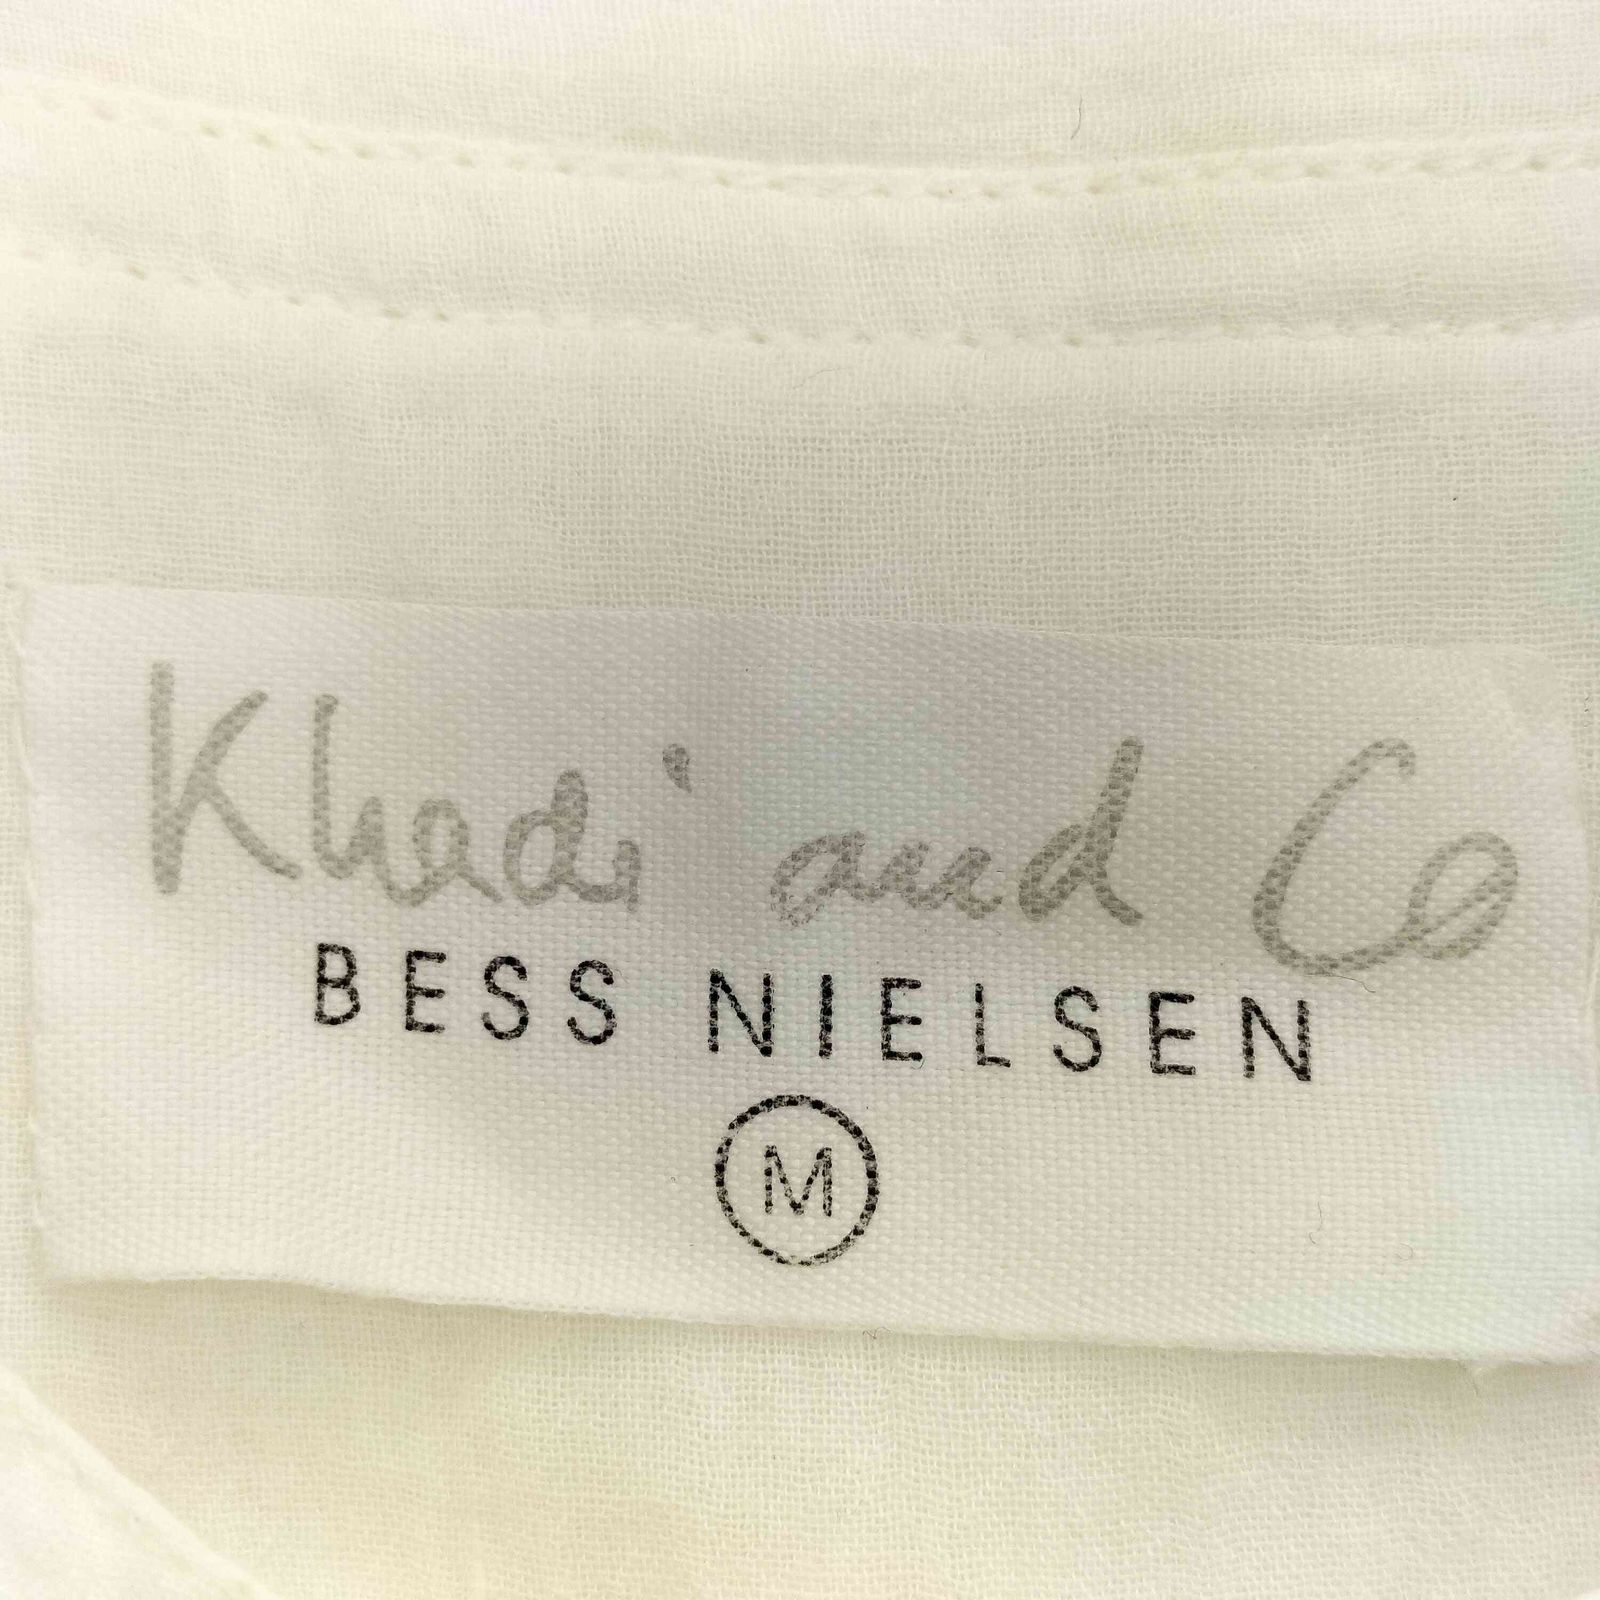 Khadi and Co
BESS NIELSEN
M